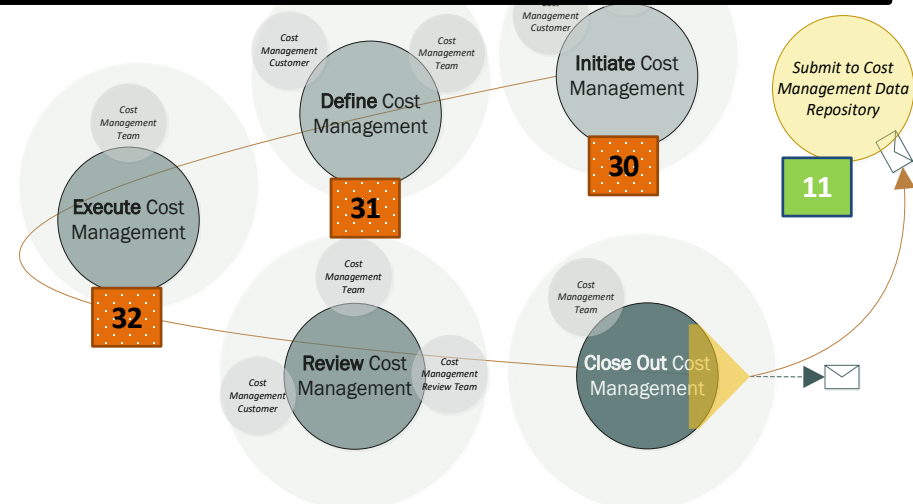 Cost
Management
Customer
Initiate Cost
Management
30
Cost
Management
Customer
Cost
Management
Team
Define Cost
Management
31
Submit to Cost
Management Data
Repository
11
Cost
Management
Team
Execute Cost
Management
32
Cost
Management
Team
Review Cost
Management
Cost
Management
Customer
Cost
Management
Review Team
Cost
Management
Team
Close Out Cost
Management